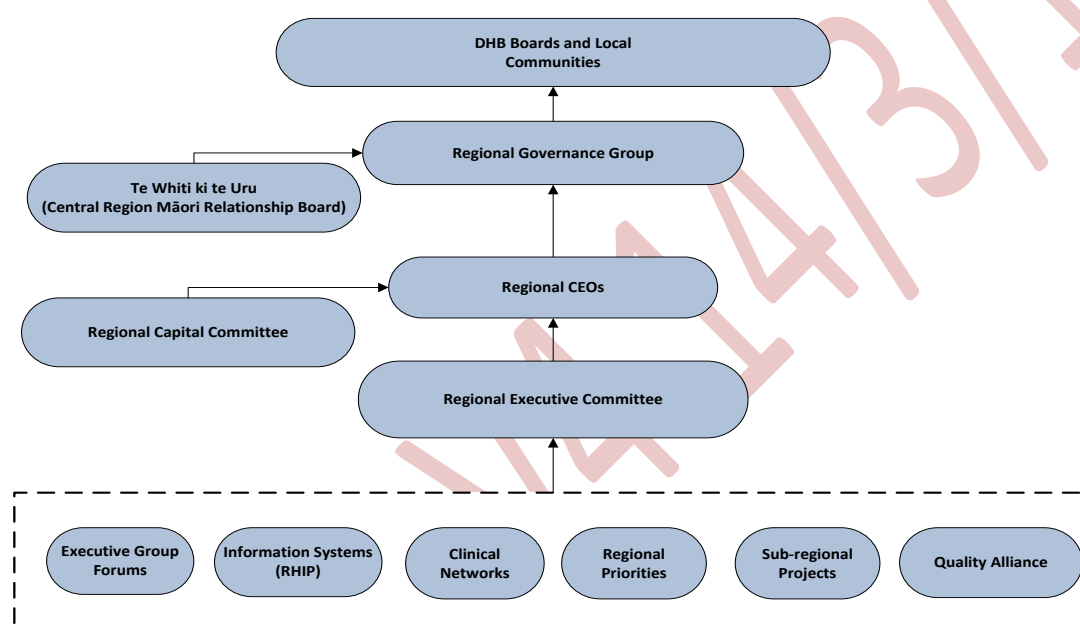 DHB Boards and Local
Communities
Regional Governance Group
Te Whiti ki te Uru
(Central Region Māori Relationship Board)
Regional CEOs
Regional Capital Committee
Regional Executive Committee
Executive Group
Forums
Information Systems
(RHIP)
Clinical
Networks
Regional
Priorities
Sub-regional
Projects
Quality Alliance